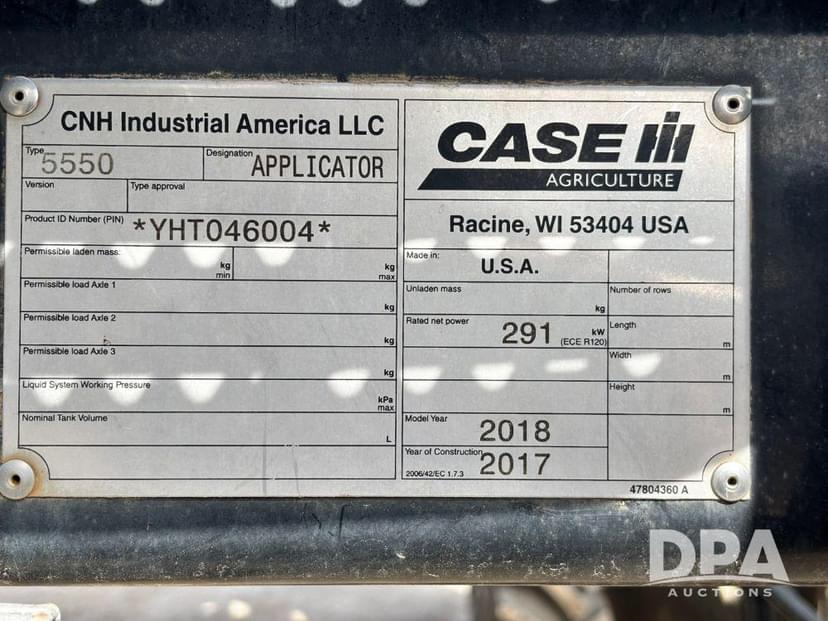 CNH Industrial America LLC
Type 5550
Designation APPLICATOR
Version
Type approval
Product ID Number (PIN) *YHT046004*
Permissible laden mass: kg min kg max
Permissible load Axle 1 kg
Permissible load Axle 2 kg
Permissible load Axle 3 kg
Liquid System Working Pressure kPa max
Nominal Tank Volume L
CASE IH
AGRICULTURE
Racine, WI 53404 USA
Made in: U.S.A.
Unladen mass kg
Number of rows
Rated net power 291 kW (ECE R120)
Length m
Width m
Height m
Model Year 2018
Year of Construction 2017
2006/42/EC 1.7.3
47804360 A
DPA
AUCTIONS